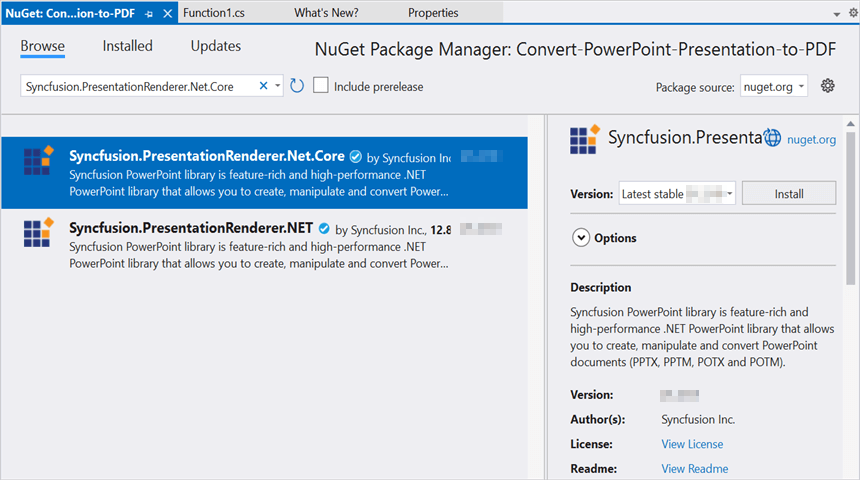 NuGet: Con...ion-to-PDF
Function1.cs
What's New?
Properties
Browse
Installed
Updates
NuGet Package Manager: Convert-PowerPoint-Presentation-to-PDF
Syncfusion.PresentationRenderer.Net.Core
Include prerelease
Package source:
nuget.org
Syncfusion.PresentationRenderer.Net.Core by Syncfusion Inc
Syncfusion PowerPoint library is feature-rich and high-performance .NET
PowerPoint library that allows you to create, manipulate and convert Power...
Syncfusion.PresentationRenderer.NET by Syncfusion Inc., 12.8
Syncfusion PowerPoint library is feature-rich and high-performance .NET
PowerPoint library that allows you to create, manipulate and convert Power...
Syncfusion.Presenta
nuget.org
Version:
Latest stable
Install
Options
Description
Syncfusion PowerPoint library is feature-rich and
high-performance .NET PowerPoint library that allows
you to create, manipulate and convert PowerPoint
documents (PPTX, PPTM, POTX and POTM).
Version:
Author(s): Syncfusion Inc.
License: View License
Readme: View Readme